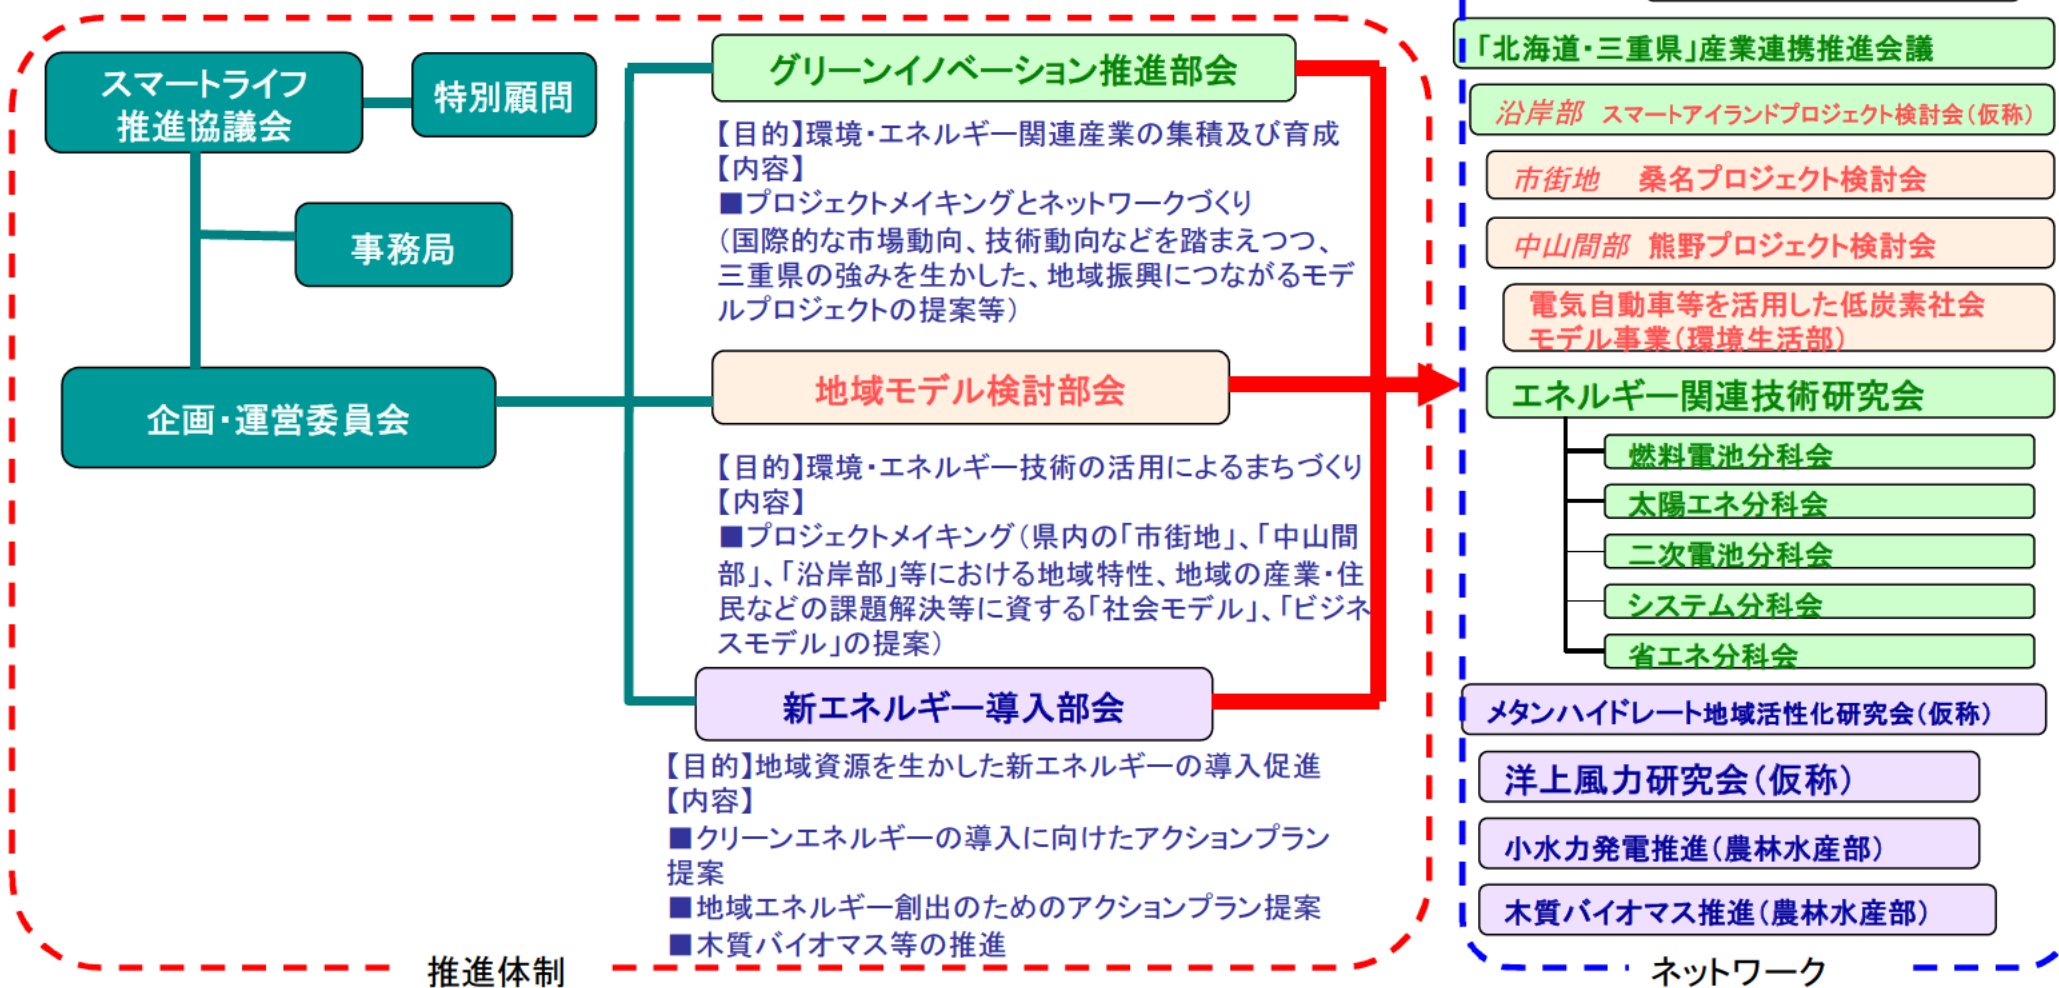 スマートライフ
推進協議会
特別顧問
事務局
企画・運営委員会
グリーンイノベーション推進部会
【目的】環境・エネルギー関連産業の集積及び育成
【内容】
■プロジェクトメイキングとネットワークづくり
（国際的な市場動向、技術動向などを踏まえつつ、
三重県の強みを生かした、地域振興につながるモデ
ルプロジェクトの提案等）
地域モデル検討部会
【目的】環境・エネルギー技術の活用によるまちづくり
【内容】
■プロジェクトメイキング（県内の「市街地」、「中山間
部」、「沿岸部」等における地域特性、地域の産業・住
民などの課題解決等に資する「社会モデル」、「ビジネ
スモデル」の提案）
新エネルギー導入部会
【目的】地域資源を生かした新エネルギーの導入促進
【内容】
■クリーンエネルギーの導入に向けたアクションプラン
提案
■地域エネルギー創出のためのアクションプラン提案
■木質バイオマス等の推進
推進体制
「北海道・三重県」産業連携推進会議
沿岸部 スマートアイランドプロジェクト検討会（仮称）
市街地 桑名プロジェクト検討会
中山間部 熊野プロジェクト検討会
電気自動車等を活用した低炭素社会
モデル事業（環境生活部）
エネルギー関連技術研究会
燃料電池分科会
太陽エネ分科会
二次電池分科会
システム分科会
省エネ分科会
メタンハイドレート地域活性化研究会（仮称）
洋上風力研究会（仮称）
小水力発電推進（農林水産部）
木質バイオマス推進（農林水産部）
ネットワーク